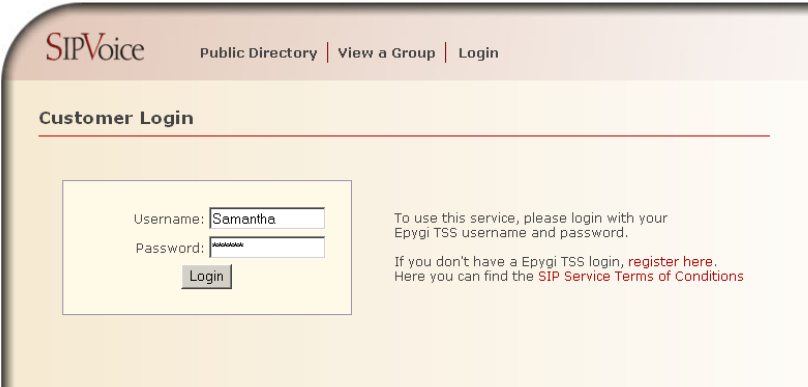 SIPVoice
Public Directory | View a Group | Login
Customer Login
Username: Samantha
Password: ******
Login
To use this service, please login with your
Epygi TSS username and password.
If you don't have a Epygi TSS login, register here.
Here you can find the SIP Service Terms of Conditions